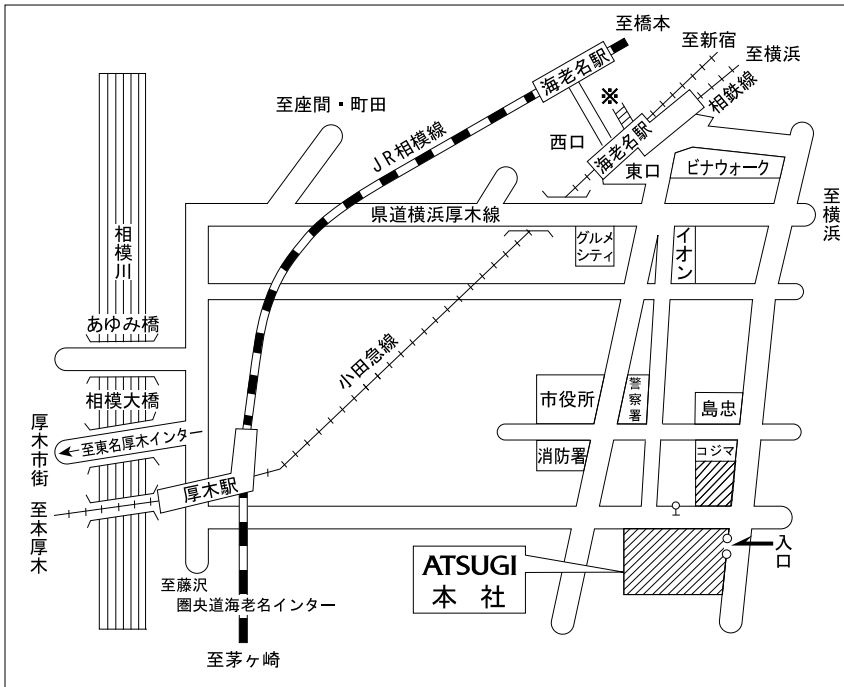 至橋本
至新宿
至横浜
海老名駅
※
相鉄線
至座間・町田
JR相模線
西口
海老名駅
東口
ビナウォーク
至横浜
県道横浜厚木線
相模川
グルメ
シティ
イオン
あゆみ橋
小田急線
相模大橋
市役所
警察署
島忠
厚木市街
至東名厚木インター
消防署
コジマ
厚木駅
至本厚木
入口
ATSUGI
本社
至藤沢
圏央道海老名インター
至茅ヶ崎